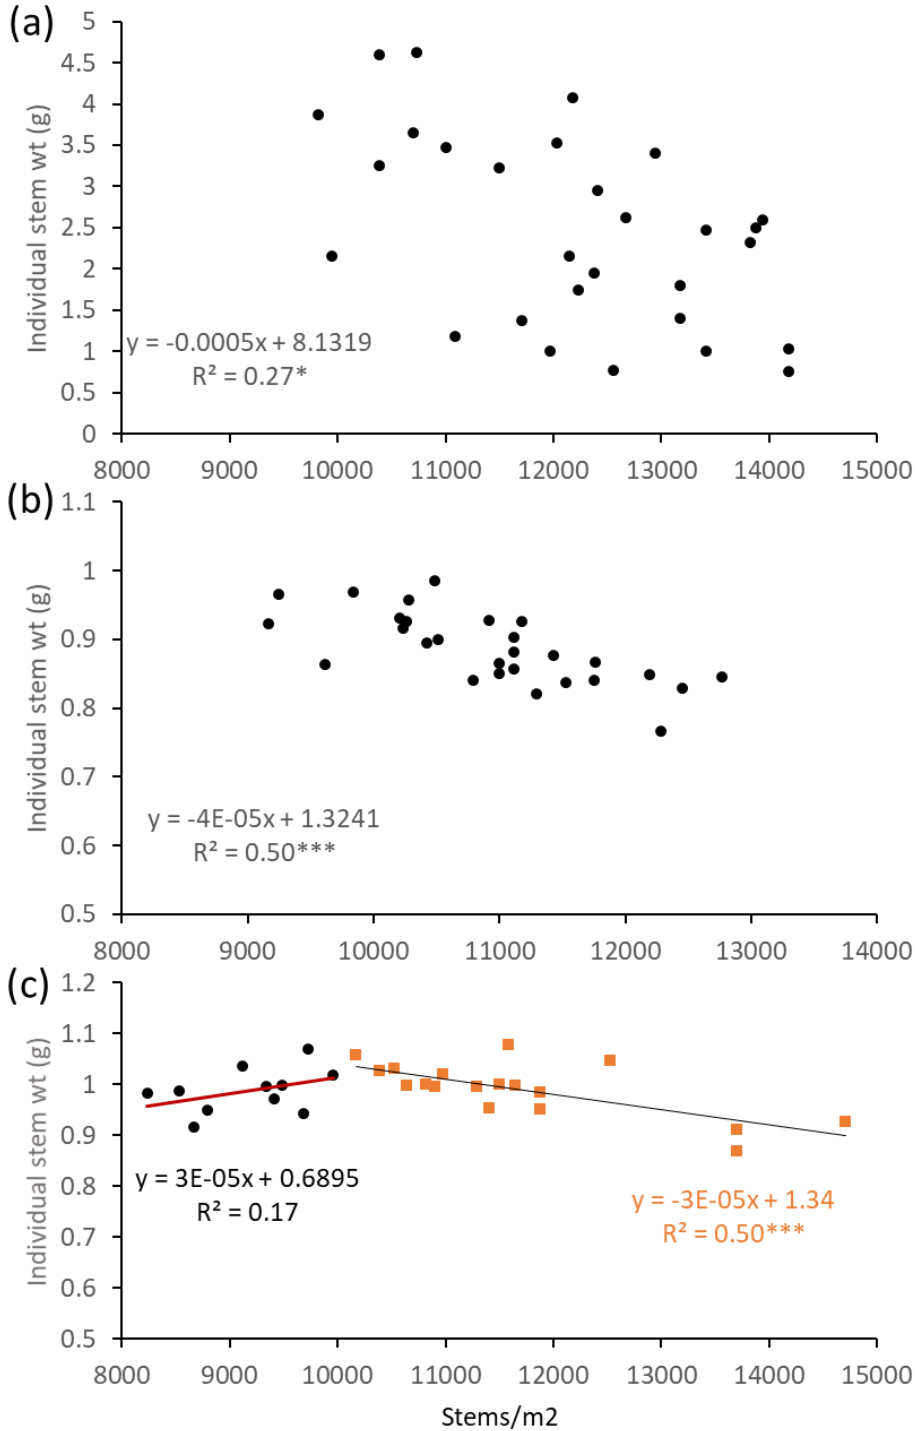 (a)
5
4.5
4
3.5
3
2.5
2
1.5
1
0.5
0
Individual stem wt (g)
y = -0.0005x + 8.1319
R² = 0.27*
8000 9000 10000 11000 12000 13000 14000 15000
(b)
1.1
1
0.9
0.8
0.7
0.6
0.5
Individual stem wt (g)
y = -4E-05x + 1.3241
R² = 0.50***
8000 9000 10000 11000 12000 13000 14000
(c)
1.2
1.1
1
0.9
0.8
0.7
0.6
0.5
Individual stem wt (g)
y = 3E-05x + 0.6895
R² = 0.17
y = -3E-05x + 1.34
R² = 0.50***
8000 9000 10000 11000 12000 13000 14000 15000
Stems/m2